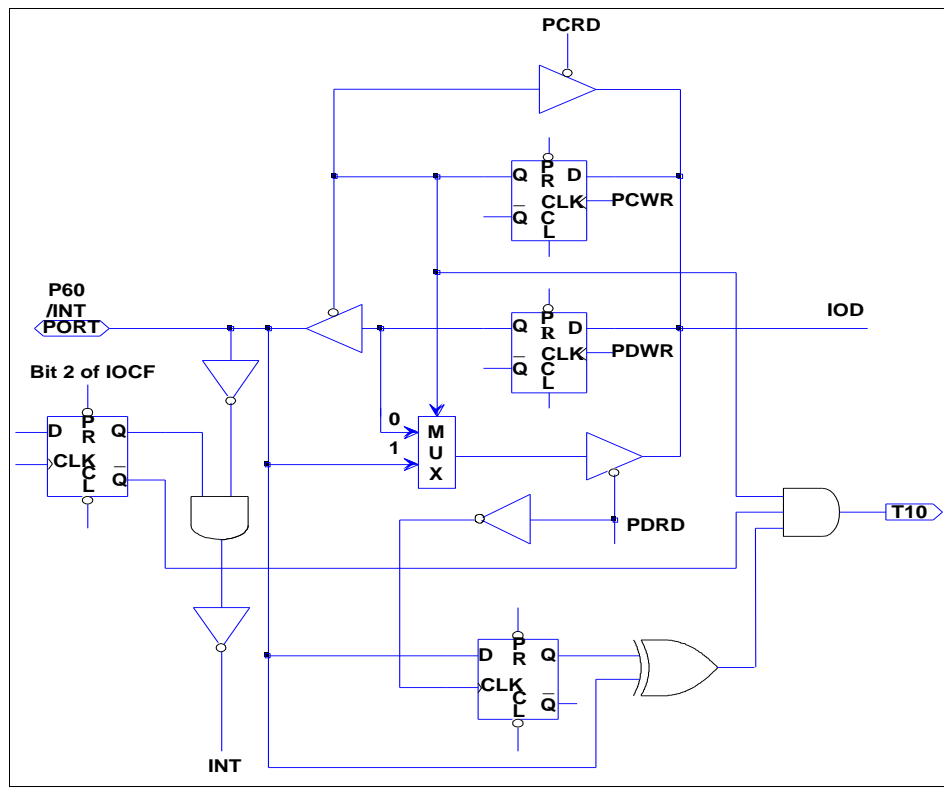 PCRD
Q PR D
CLK PCWR
Q̅ CL
P60
/INT
PORT
IOD
Q PR D
CLK PDWR
Q̅ CL
Bit 2 of IOCF
D PR Q
CLK
CL Q̅
0
1
MUX
PDRD
T10
D PR Q
CLK
CL Q̅
INT